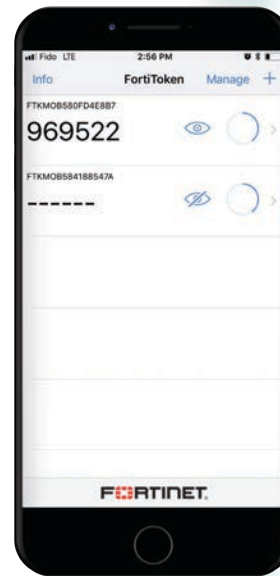 Fido LTE 2:56 PM
Info FortiToken Manage +
FTKMOB580FD4E8B7
969522
FTKMOB584188547A
------
FORTINET.